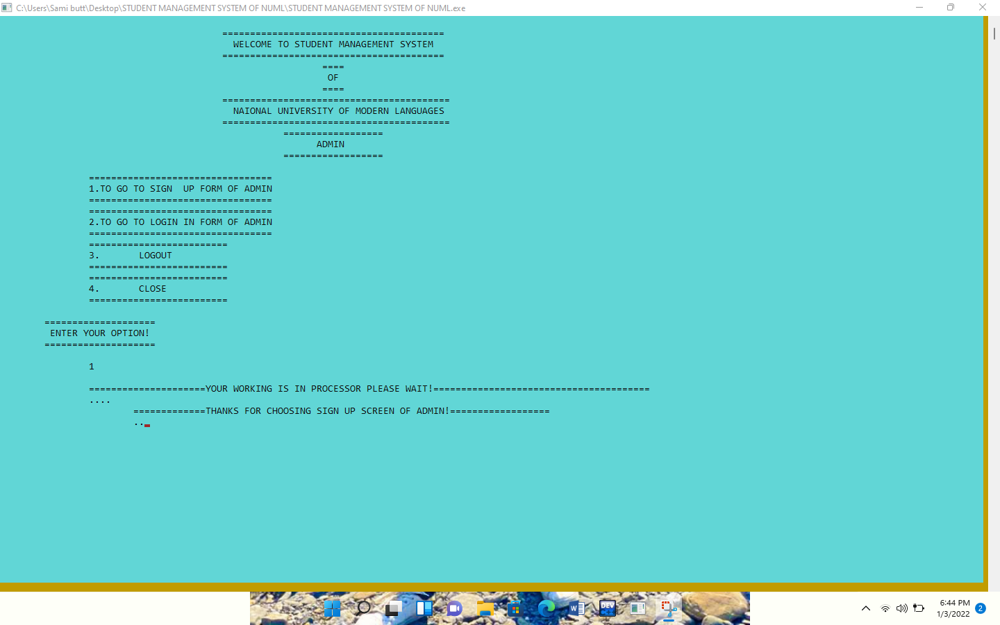 C:\Users\Sami butt\Desktop\STUDENT MANAGEMENT SYSTEM OF NUML\STUDENT MANAGEMENT SYSTEM OF NUML.exe
========================================
WELCOME TO STUDENT MANAGEMENT SYSTEM
========================================
====
OF
====
=========================================
NAIONAL UNIVERSITY OF MODERN LANGUAGES
=========================================
==================
ADMIN
==================
=================================
1.TO GO TO SIGN  UP FORM OF ADMIN
=================================
=================================
2.TO GO TO LOGIN IN FORM OF ADMIN
=================================
=========================
3.       LOGOUT
=========================
=========================
4.       CLOSE
=========================
====================
ENTER YOUR OPTION!
====================
1
=====================YOUR WORKING IS IN PROCESSOR PLEASE WAIT!=======================================
....
=============THANKS FOR CHOOSING SIGN UP SCREEN OF ADMIN!==================
..
DEV
C++
6:44 PM
1/3/2022
2